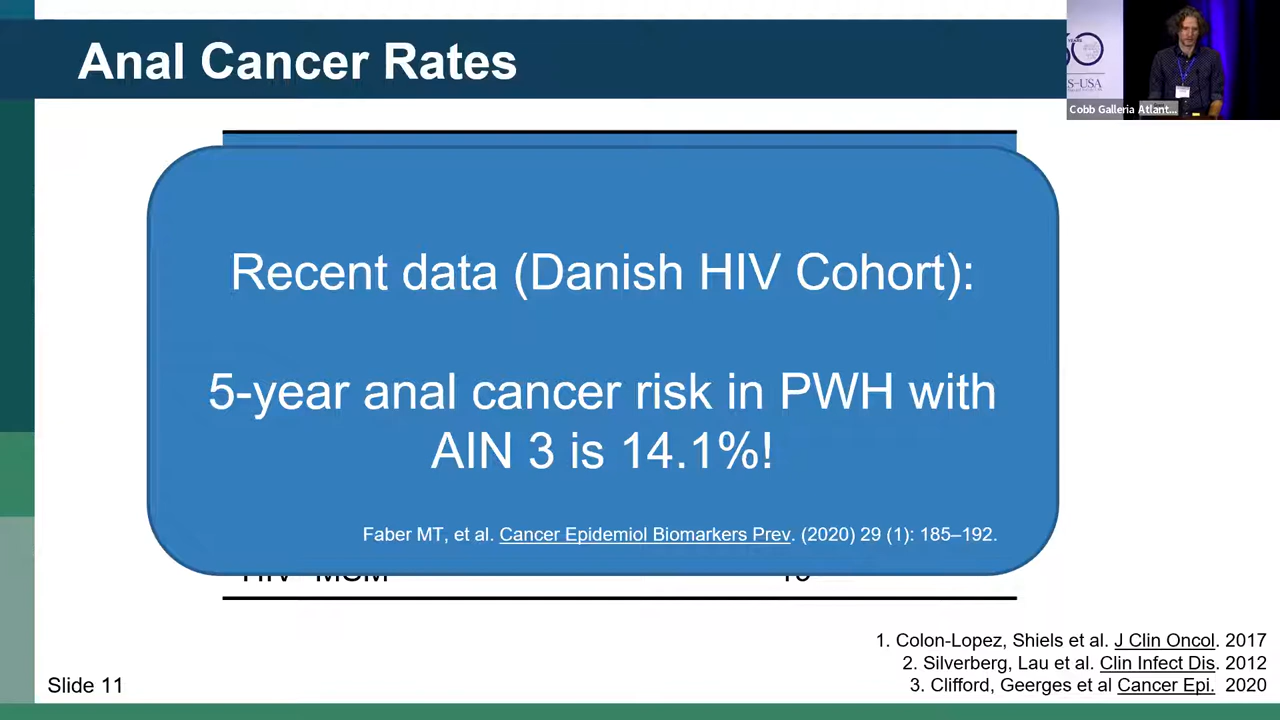 Anal Cancer Rates
S–USA
Cobb Galleria Atlant...
Recent data (Danish HIV Cohort):
5-year anal cancer risk in PWH with
AIN 3 is 14.1%!
Faber MT, et al. Cancer Epidemiol Biomarkers Prev. (2020) 29 (1): 185–192.
1. Colon-Lopez, Shiels et al. J Clin Oncol. 2017
2. Silverberg, Lau et al. Clin Infect Dis. 2012
3. Clifford, Geerges et al Cancer Epi. 2020
Slide 11